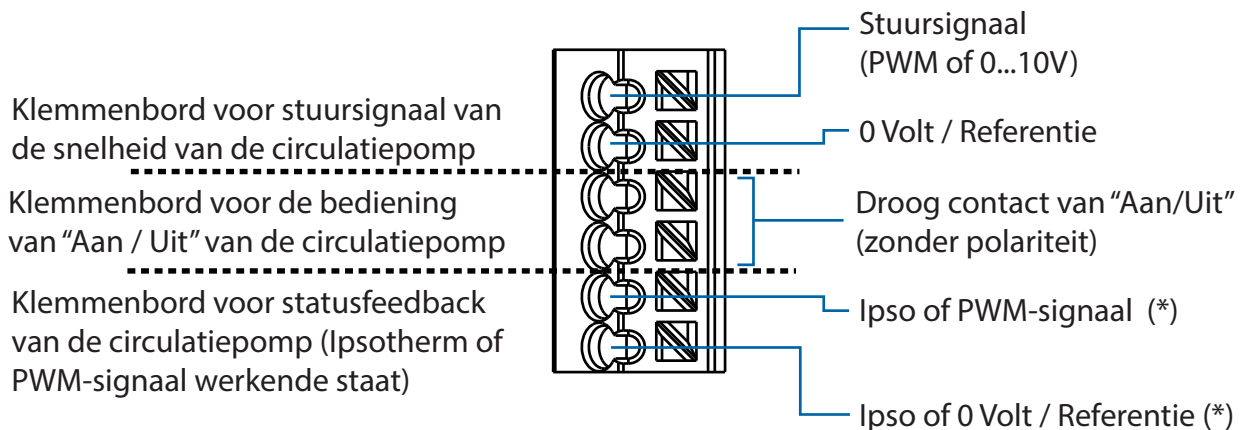 Stuursignaal
(PWM of 0...10V)
Klemmenbord voor stuursignaal van
de snelheid van de circulatiepomp
0 Volt / Referentie
Klemmenbord voor de bediening
van “Aan / Uit” van de circulatiepomp
Droog contact van “Aan/Uit”
(zonder polariteit)
Klemmenbord voor statusfeedback
van de circulatiepomp (Ipsotherm of
PWM-signaal werkende staat)
Ipso of PWM-signaal (*)
Ipso of 0 Volt / Referentie (*)